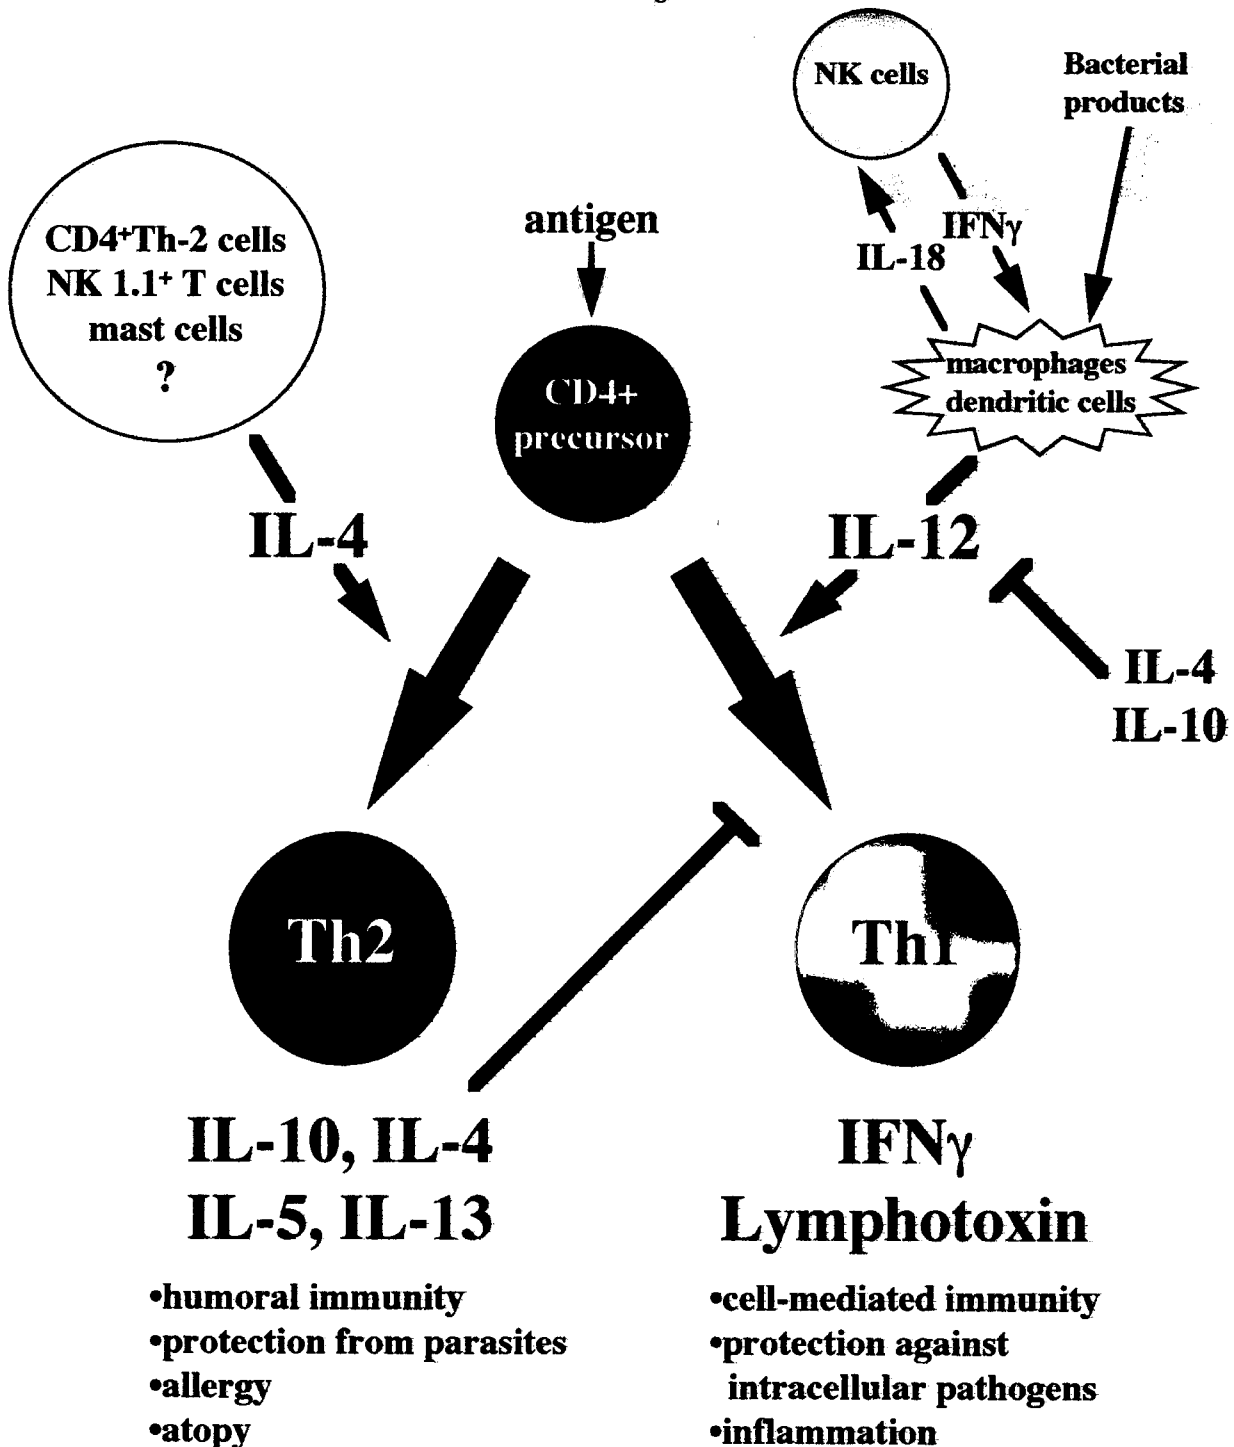 NK cells
Bacterial
products
CD4+Th-2 cells
NK 1.1+ T cells
mast cells
?
antigen
IFNγ
IL-18
CD4+
precursor
macrophages
dendritic cells
IL-4
IL-12
IL-4
IL-10
Th2
Th1
IL-10, IL-4
IL-5, IL-13
IFNγ
Lymphotoxin
•humoral immunity
•protection from parasites
•allergy
•atopy
•cell-mediated immunity
•protection against
intracellular pathogens
•inflammation